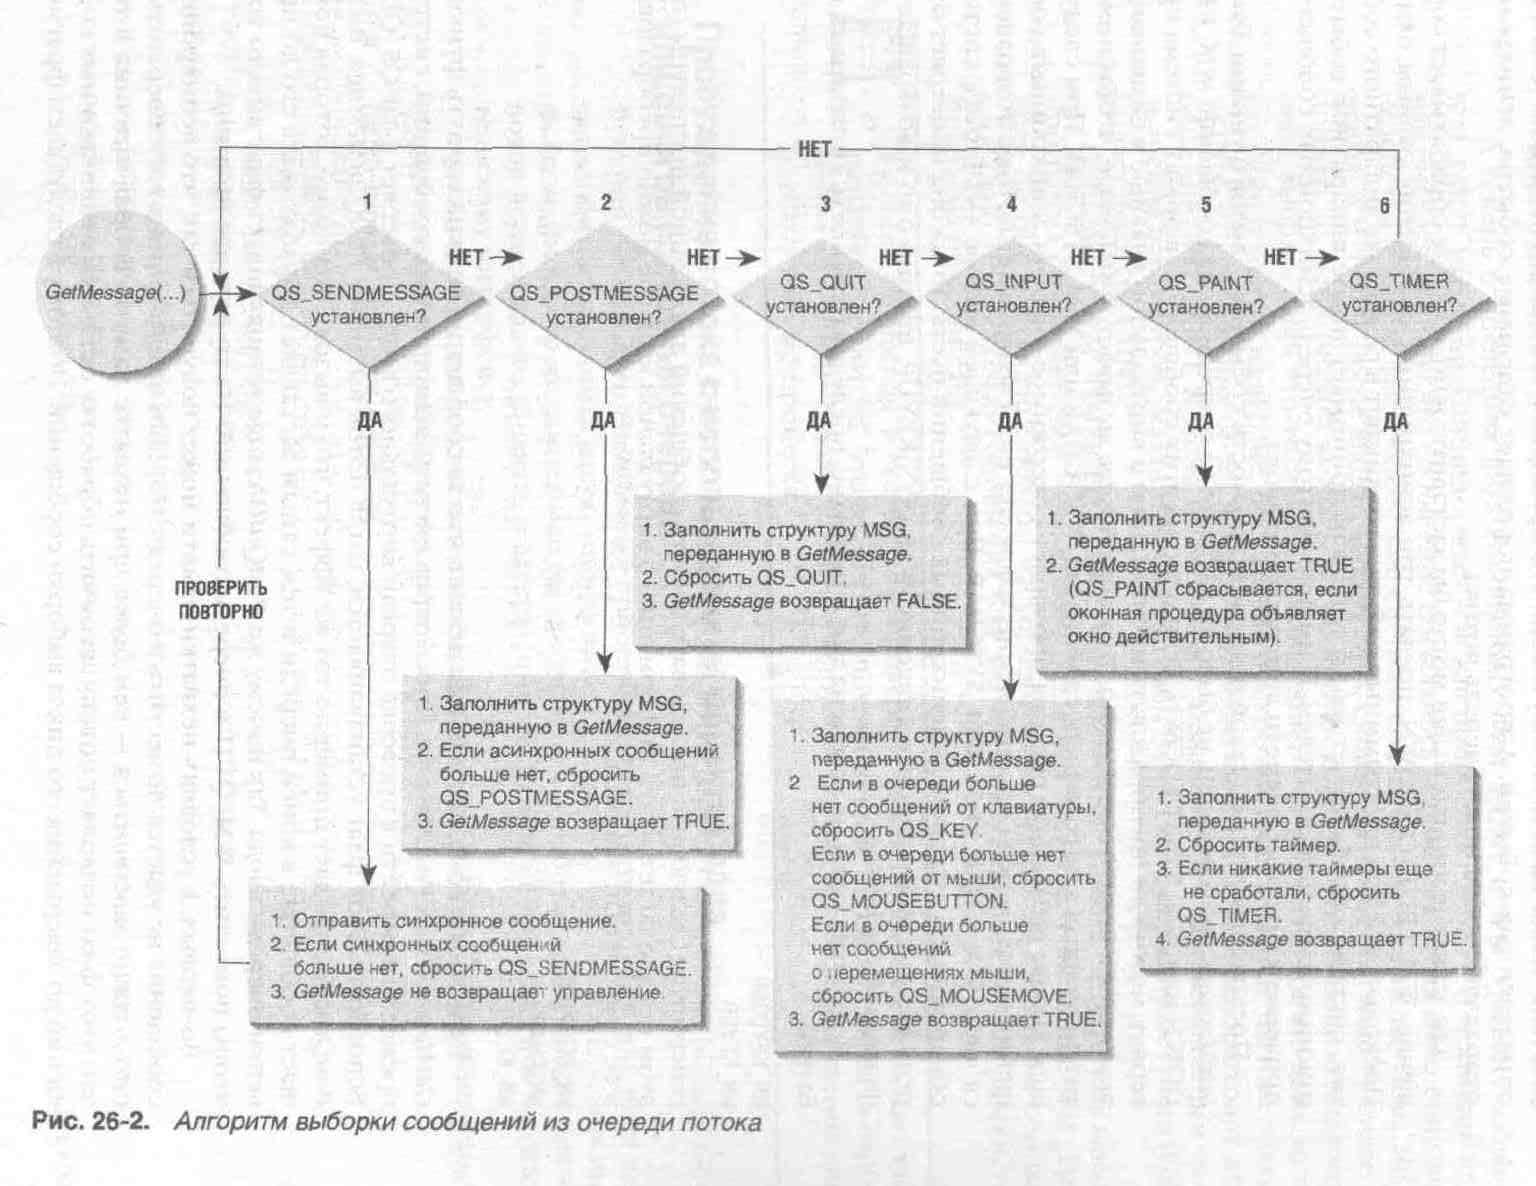 НЕТ
1
2
3
4
5
6
GetMessage(...)
QS_SENDMESSAGE
установлен?
НЕТ
QS_POSTMESSAGE
установлен?
НЕТ
QS_QUIT
установлен?
НЕТ
QS_INPUT
установлен?
НЕТ
QS_PAINT
установлен?
НЕТ
QS_TIMER
установлен?
ДА
ДА
ДА
ДА
ДА
ДА
ПРОВЕРИТЬ
ПОВТОРНО
1. Отправить синхронное сообщение.
2. Если синхронных сообщений
больше нет, сбросить QS_SENDMESSAGE.
3. GetMessage не возвращает управление.
1. Заполнить структуру MSG,
переданную в GetMessage.
2. Если асинхронных сообщений
больше нет, сбросить
QS_POSTMESSAGE.
3. GetMessage возвращает TRUE.
1. Заполнить структуру MSG,
переданную в GetMessage.
2. Сбросить QS_QUIT.
3. GetMessage возвращает FALSE.
1. Заполнить структуру MSG,
переданную в GetMessage.
2 Если в очереди больше
нет сообщений от клавиатуры,
сбросить QS_KEY.
Если в очереди больше нет
сообщений от мыши, сбросить
QS_MOUSEBUTTON.
Если в очереди больше
нет сообщений
о перемещениях мыши,
сбросить QS_MOUSEMOVE.
3. GetMessage возвращает TRUE.
1. Заполнить структуру MSG,
переданную в GetMessage.
2. GetMessage возвращает TRUE
(QS_PAINT сбрасывается, если
оконная процедура объявляет
окно действительным).
1. Заполнить структуру MSG,
переданную в GetMessage.
2. Сбросить таймер.
3. Если никакие таймеры еще
не сработали, сбросить
QS_TIMER.
4. GetMessage возвращает TRUE.
Рис. 26-2. Алгоритм выборки сообщений из очереди потока